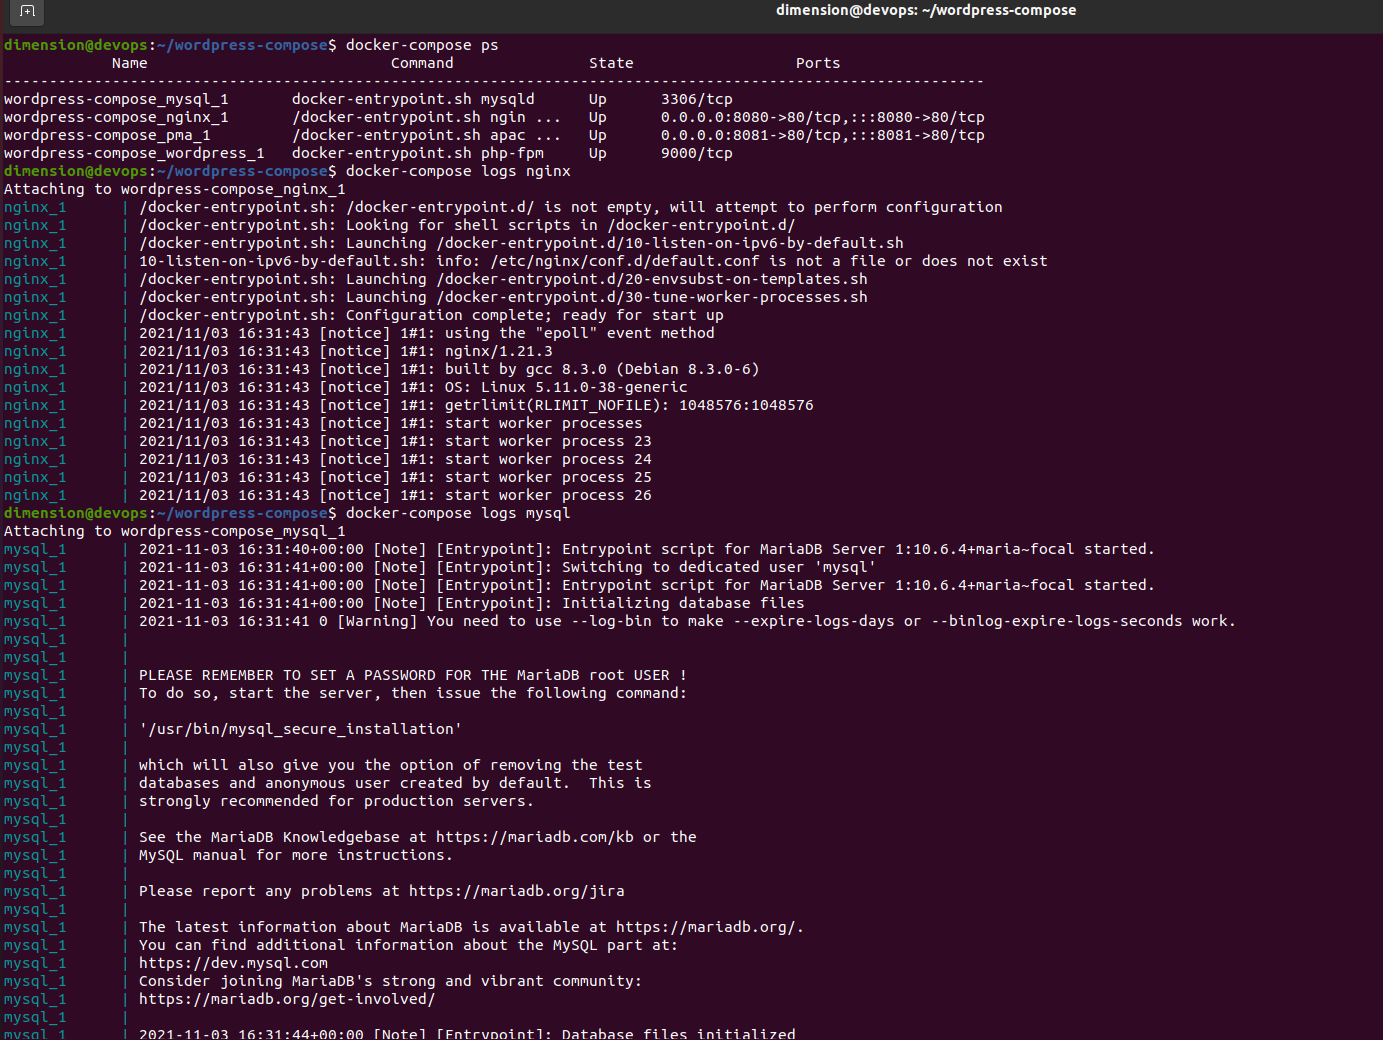 dimension@devops: ~/wordpress-compose
dimension@devops:~/wordpress-compose$ docker-compose ps
Name Command State Ports
-------------------------------------------------------------------------------------------------------------
wordpress-compose_mysql_1 docker-entrypoint.sh mysqld Up 3306/tcp
wordpress-compose_nginx_1 /docker-entrypoint.sh ngin ... Up 0.0.0.0:8080->80/tcp,:::8080->80/tcp
wordpress-compose_pma_1 /docker-entrypoint.sh apac ... Up 0.0.0.0:8081->80/tcp,:::8081->80/tcp
wordpress-compose_wordpress_1 docker-entrypoint.sh php-fpm Up 9000/tcp
dimension@devops:~/wordpress-compose$ docker-compose logs nginx
Attaching to wordpress-compose_nginx_1
nginx_1 | /docker-entrypoint.sh: /docker-entrypoint.d/ is not empty, will attempt to perform configuration
nginx_1 | /docker-entrypoint.sh: Looking for shell scripts in /docker-entrypoint.d/
nginx_1 | /docker-entrypoint.sh: Launching /docker-entrypoint.d/10-listen-on-ipv6-by-default.sh
nginx_1 | 10-listen-on-ipv6-by-default.sh: info: /etc/nginx/conf.d/default.conf is not a file or does not exist
nginx_1 | /docker-entrypoint.sh: Launching /docker-entrypoint.d/20-envsubst-on-templates.sh
nginx_1 | /docker-entrypoint.sh: Launching /docker-entrypoint.d/30-tune-worker-processes.sh
nginx_1 | /docker-entrypoint.sh: Configuration complete; ready for start up
nginx_1 | 2021/11/03 16:31:43 [notice] 1#1: using the "epoll" event method
nginx_1 | 2021/11/03 16:31:43 [notice] 1#1: nginx/1.21.3
nginx_1 | 2021/11/03 16:31:43 [notice] 1#1: built by gcc 8.3.0 (Debian 8.3.0-6)
nginx_1 | 2021/11/03 16:31:43 [notice] 1#1: OS: Linux 5.11.0-38-generic
nginx_1 | 2021/11/03 16:31:43 [notice] 1#1: getrlimit(RLIMIT_NOFILE): 1048576:1048576
nginx_1 | 2021/11/03 16:31:43 [notice] 1#1: start worker processes
nginx_1 | 2021/11/03 16:31:43 [notice] 1#1: start worker process 23
nginx_1 | 2021/11/03 16:31:43 [notice] 1#1: start worker process 24
nginx_1 | 2021/11/03 16:31:43 [notice] 1#1: start worker process 25
nginx_1 | 2021/11/03 16:31:43 [notice] 1#1: start worker process 26
dimension@devops:~/wordpress-compose$ docker-compose logs mysql
Attaching to wordpress-compose_mysql_1
mysql_1 | 2021-11-03 16:31:40+00:00 [Note] [Entrypoint]: Entrypoint script for MariaDB Server 1:10.6.4+maria~focal started.
mysql_1 | 2021-11-03 16:31:41+00:00 [Note] [Entrypoint]: Switching to dedicated user 'mysql'
mysql_1 | 2021-11-03 16:31:41+00:00 [Note] [Entrypoint]: Entrypoint script for MariaDB Server 1:10.6.4+maria~focal started.
mysql_1 | 2021-11-03 16:31:41+00:00 [Note] [Entrypoint]: Initializing database files
mysql_1 | 2021-11-03 16:31:41 0 [Warning] You need to use --log-bin to make --expire-logs-days or --binlog-expire-logs-seconds work.
mysql_1 |
mysql_1 |
mysql_1 | PLEASE REMEMBER TO SET A PASSWORD FOR THE MariaDB root USER !
mysql_1 | To do so, start the server, then issue the following command:
mysql_1 |
mysql_1 | '/usr/bin/mysql_secure_installation'
mysql_1 |
mysql_1 | which will also give you the option of removing the test
mysql_1 | databases and anonymous user created by default. This is
mysql_1 | strongly recommended for production servers.
mysql_1 |
mysql_1 | See the MariaDB Knowledgebase at https://mariadb.com/kb or the
mysql_1 | MySQL manual for more instructions.
mysql_1 |
mysql_1 | Please report any problems at https://mariadb.org/jira
mysql_1 |
mysql_1 | The latest information about MariaDB is available at https://mariadb.org/.
mysql_1 | You can find additional information about the MySQL part at:
mysql_1 | https://dev.mysql.com
mysql_1 | Consider joining MariaDB's strong and vibrant community:
mysql_1 | https://mariadb.org/get-involved/
mysql_1 |
mysql_1 | 2021-11-03 16:31:44+00:00 [Note] [Entrypoint]: Database files initialized